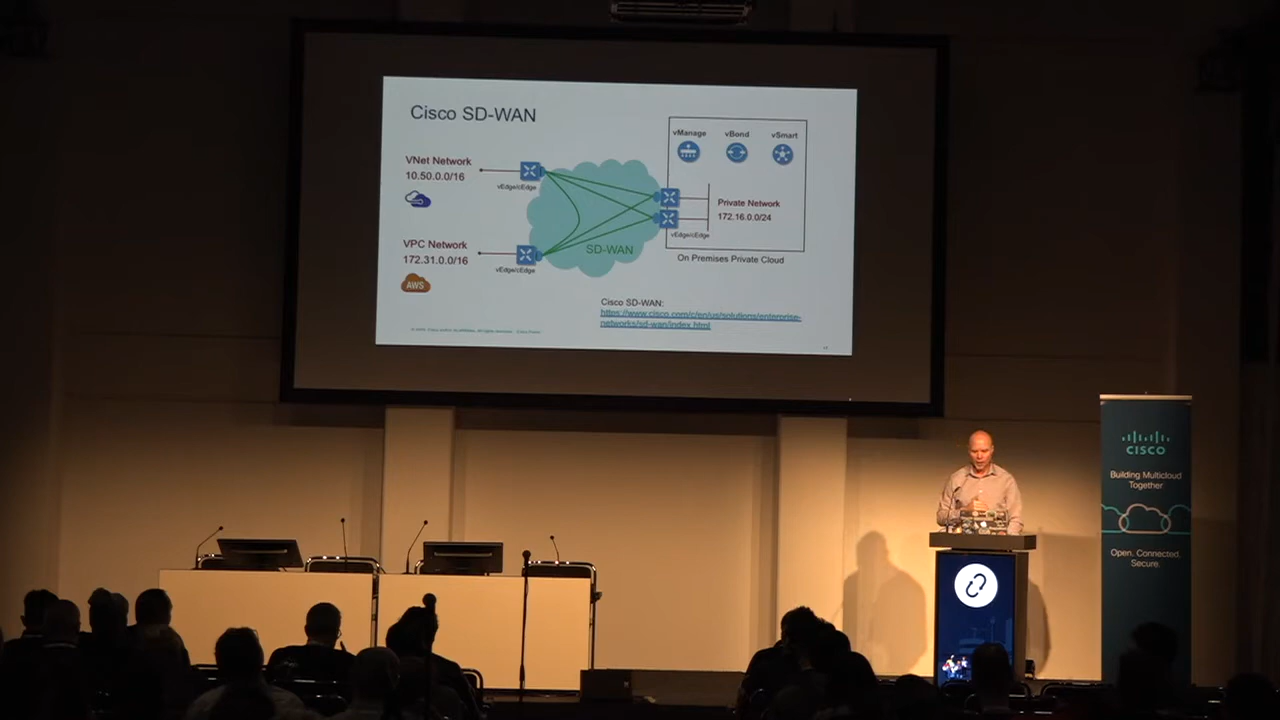 Cisco SD-WAN
VNet Network
10.50.0.0/16
vEdge/cEdge
VPC Network
172.31.0.0/16
vEdge/cEdge
AWS
SD-WAN
vManage vBond vSmart
Private Network
172.16.0.0/24
vEdge/cEdge
On Premises Private Cloud
Cisco SD-WAN:
https://www.cisco.com/c/en/us/solutions/enterprise-
networks/sd-wan/index.html
CISCO
Building Multicloud
Together
Open. Connected.
Secure.